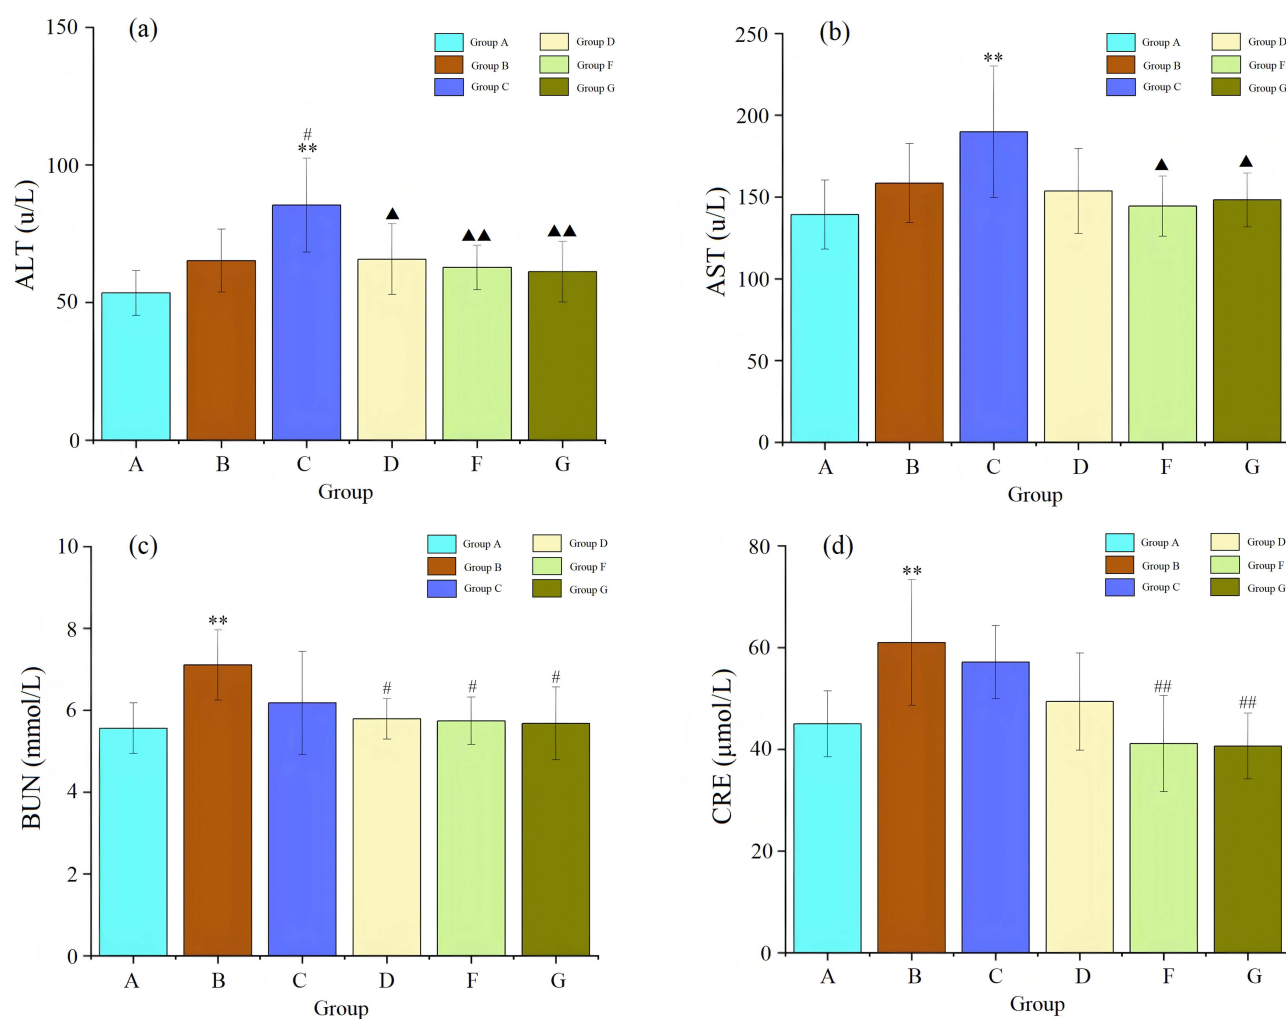 (a)
ALT (u/L)
150
100
50
0
Group A
Group B
Group C
Group D
Group F
Group G
#
**
▲
▲▲
▲▲
A B C D F G
Group
(b)
AST (u/L)
250
200
150
100
50
0
Group A
Group B
Group C
Group D
Group F
Group G
**
▲
▲
A B C D F G
Group
(c)
BUN (mmol/L)
10
8
6
4
2
0
Group A
Group B
Group C
Group D
Group F
Group G
**
#
#
#
A B C D F G
Group
(d)
CRE (μmol/L)
80
60
40
20
0
Group A
Group B
Group C
Group D
Group F
Group G
**
##
##
A B C D F G
Group